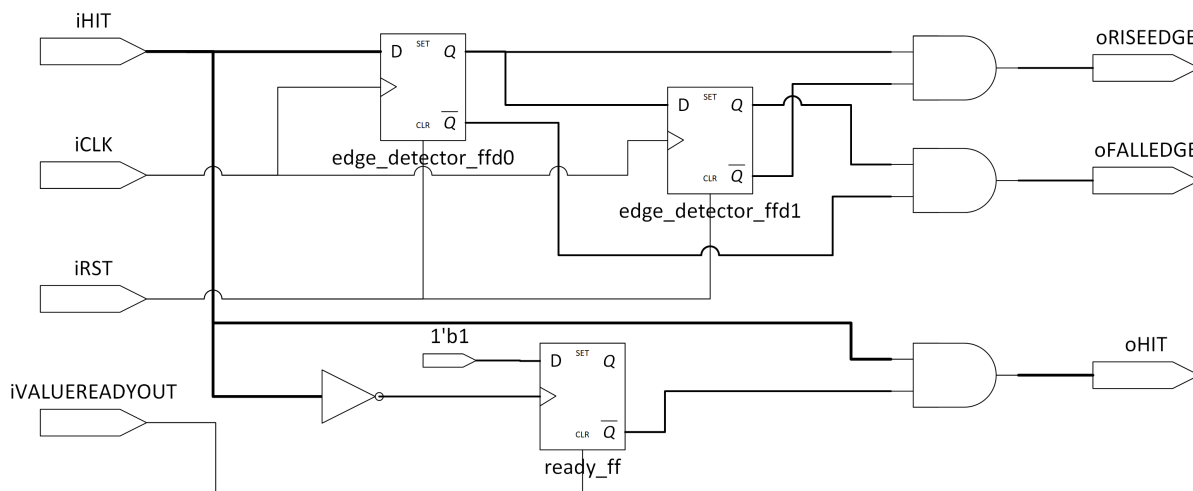 iHIT
oRISEEDGE
D SET Q
Q
CLR
edge_detector_ffd0
iCLK
D SET Q
Q
CLR
edge_detector_ffd1
oFALLEDGE
iRST
1'b1
D SET Q
Q
CLR
ready_ff
oHIT
iVALUEREADYOUT